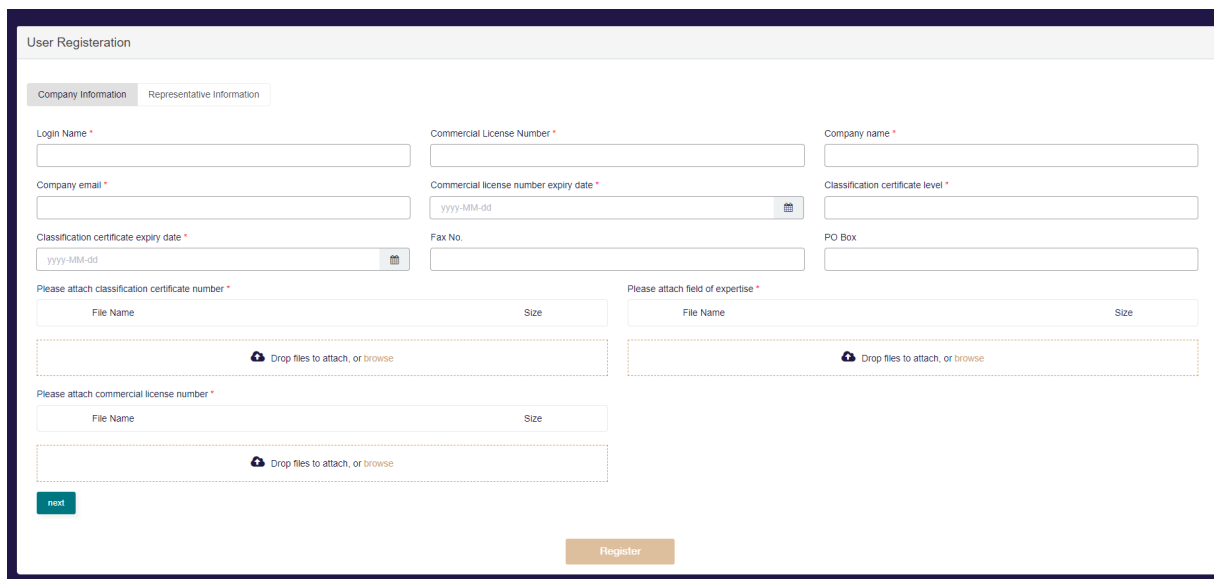 User Registeration
Company Information Representative Information
Login Name * Commercial License Number * Company name *
Company email * Commercial license number expiry date * Classification certificate level *
yyyy-MM-dd
Classification certificate expiry date * Fax No. PO Box
yyyy-MM-dd
Please attach classification certificate number * Please attach field of expertise *
File Name Size File Name Size
Drop files to attach, or browse Drop files to attach, or browse
Please attach commercial license number *
File Name Size
Drop files to attach, or browse
next
Register